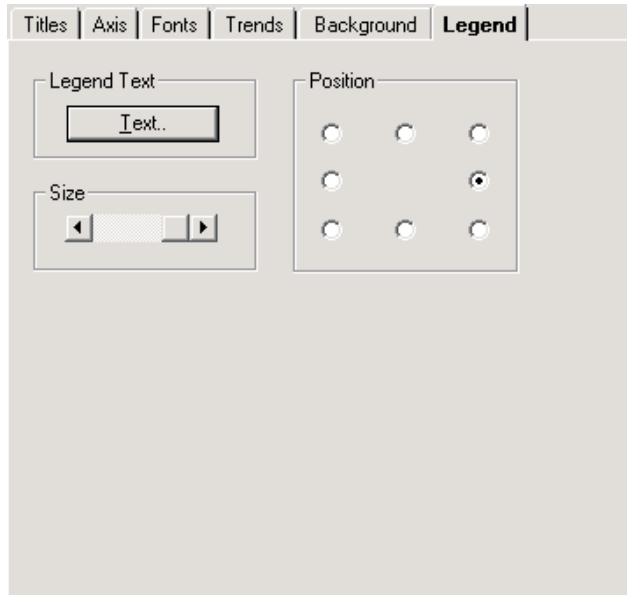 Titles Axis Fonts Trends Background Legend
Legend Text
Text..
Position
Size